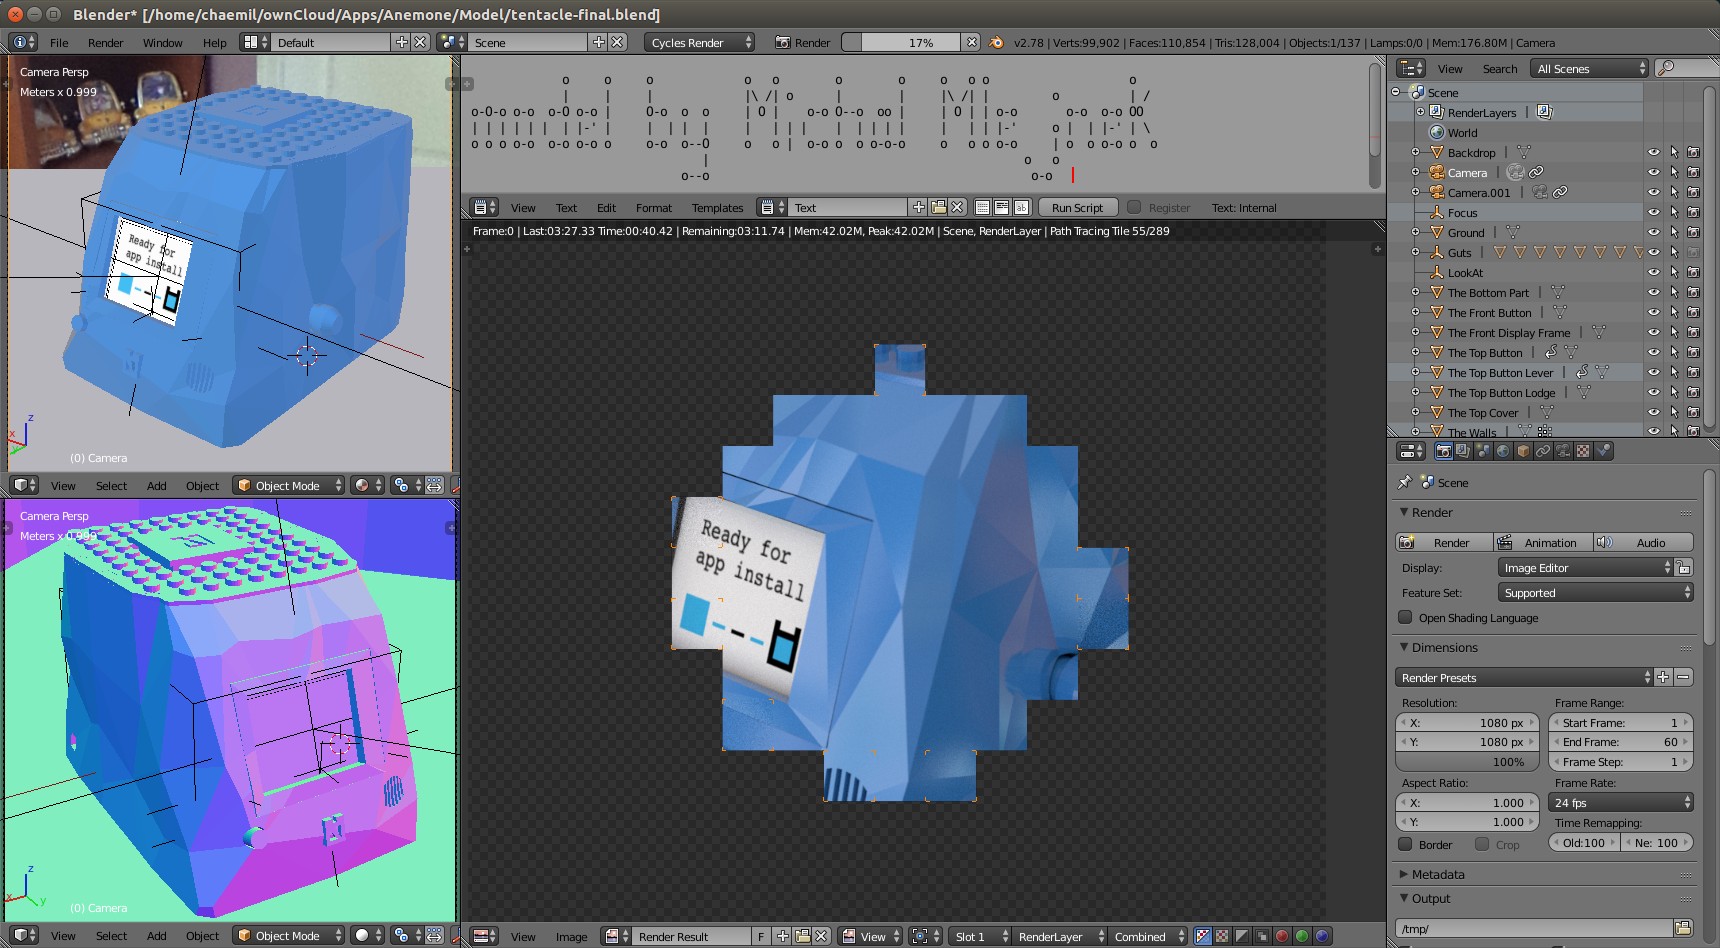 Blender* [/home/chaemil/ownCloud/Apps/Anemone/Model/tentacle-final.blend]
File Render Window Help Default Scene Cycles Render Render 17% v2.78 | Verts:99,902 | Faces:110,854 | Tris:128,004 | Objects:1/137 | Lamps:0/0 | Mem:176.80M | Camera
Camera Persp
Meters x 0.999
Ready for
app install
(0) Camera
View Select Add Object Object Mode
Camera Persp
Meters x 0.999
(0) Camera
View Select Add Object Object Mode
View Text Edit Format Templates Text Run Script Register Text: Internal
Frame:0 | Last:03:27.33 Time:00:40.42 | Remaining:03:11.74 | Mem:42.02M, Peak:42.02M | Scene, RenderLayer | Path Tracing Tile 55/289
Ready for
app install
View Image Render Result F View Slot 1 RenderLayer Combined
View Search All Scenes
Scene
RenderLayers
World
Backdrop
Camera
Camera.001
Focus
Ground
Guts
LookAt
The Bottom Part
The Front Button
The Front Display Frame
The Top Button
The Top Button Lever
The Top Button Lodge
The Top Cover
The Walls
Scene
Render
Render Animation Audio
Display: Image Editor
Feature Set: Supported
Open Shading Language
Dimensions
Render Presets
Resolution: Frame Range:
X: 1080 px Start Frame: 1
Y: 1080 px End Frame: 60
100% Frame Step: 1
Aspect Ratio: Frame Rate:
X: 1.000 24 fps
Y: 1.000 Time Remapping:
Border Crop Old:100 Ne: 100
Metadata
Output
/tmp/